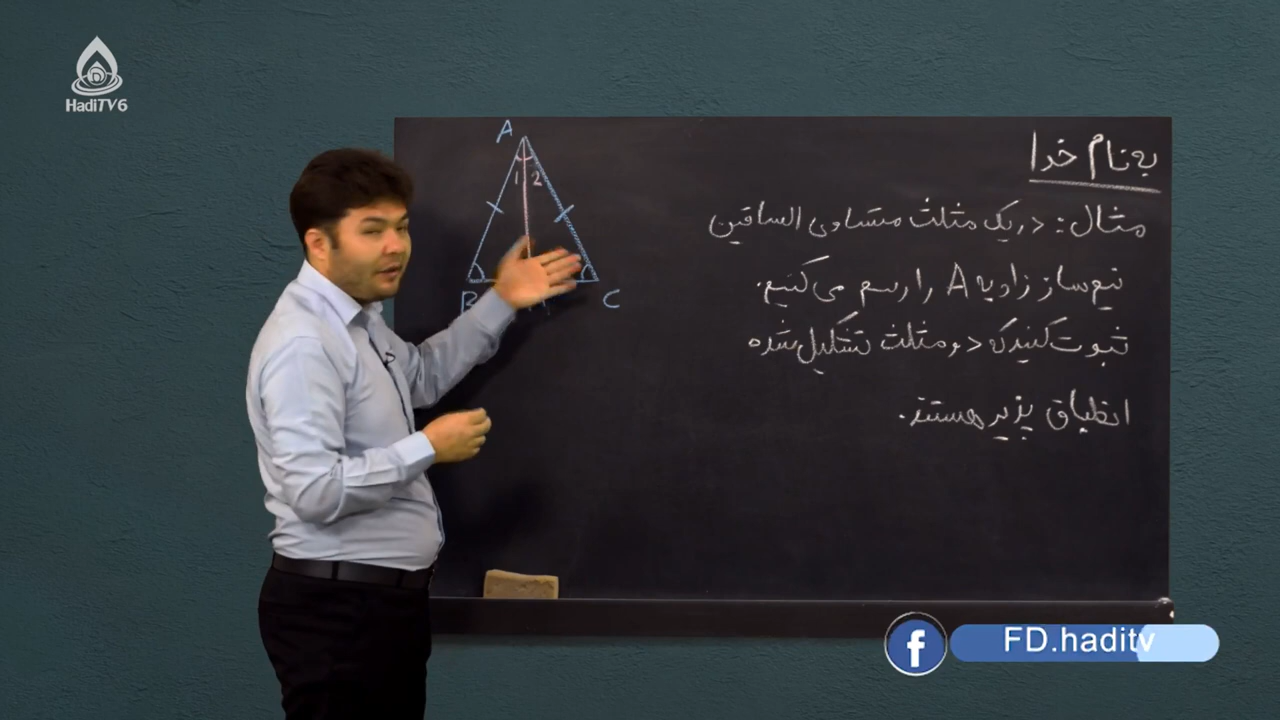 HadiTV6
به نام خدا
مثال: در یک مثلث متساوی الساقین
نیم‌ساز زاویه A را رسم می‌کنیم.
ثبوت کنید که دو مثلث تشکیل شده
انطباق پذیر هستند.
A
1 2
B C
FD.haditv